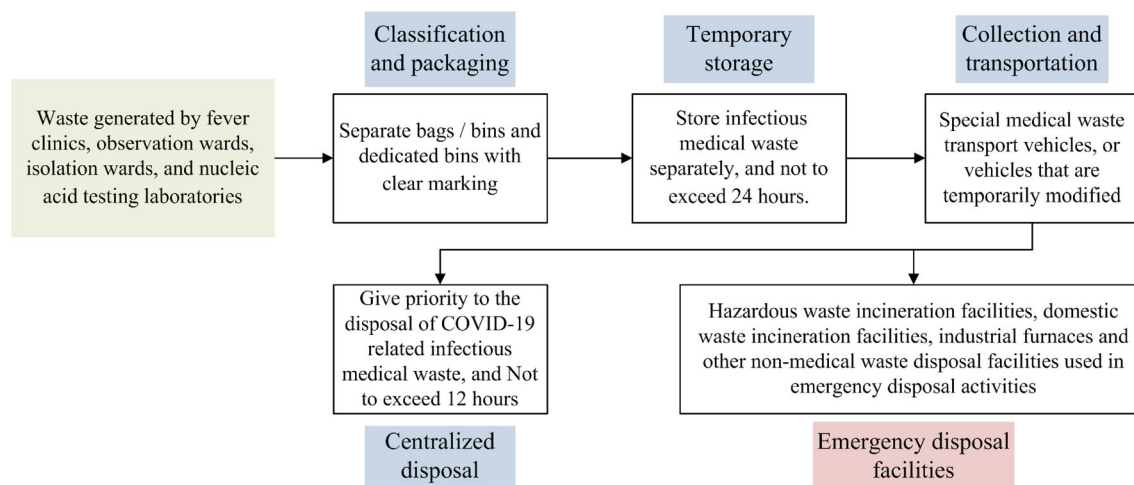 Classification
and packaging
Temporary
storage
Collection and
transportation
Waste generated by fever
clinics, observation wards,
isolation wards, and nucleic
acid testing laboratories
Separate bags / bins and
dedicated bins with
clear marking
Store infectious
medical waste
separately, and not to
exceed 24 hours.
Special medical waste
transport vehicles, or
vehicles that are
temporarily modified
Give priority to the
disposal of COVID-19
related infectious
medical waste, and Not
to exceed 12 hours
Hazardous waste incineration facilities, domestic
waste incineration facilities, industrial furnaces and
other non-medical waste disposal facilities used in
emergency disposal activities
Centralized
disposal
Emergency disposal
facilities